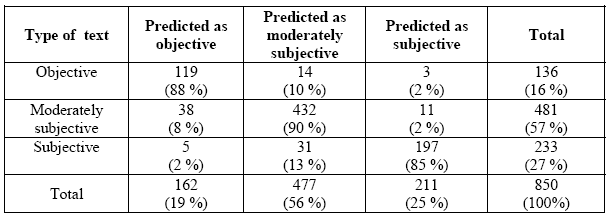 Type of text Predicted as objective Predicted as moderately subjective Predicted as subjective Total
Objective 119 (88 %) 14 (10 %) 3 (2 %) 136 (16 %)
Moderately subjective 38 (8 %) 432 (90 %) 11 (2 %) 481 (57 %)
Subjective 5 (2 %) 31 (13 %) 197 (85 %) 233 (27 %)
Total 162 (19 %) 477 (56 %) 211 (25 %) 850 (100%)